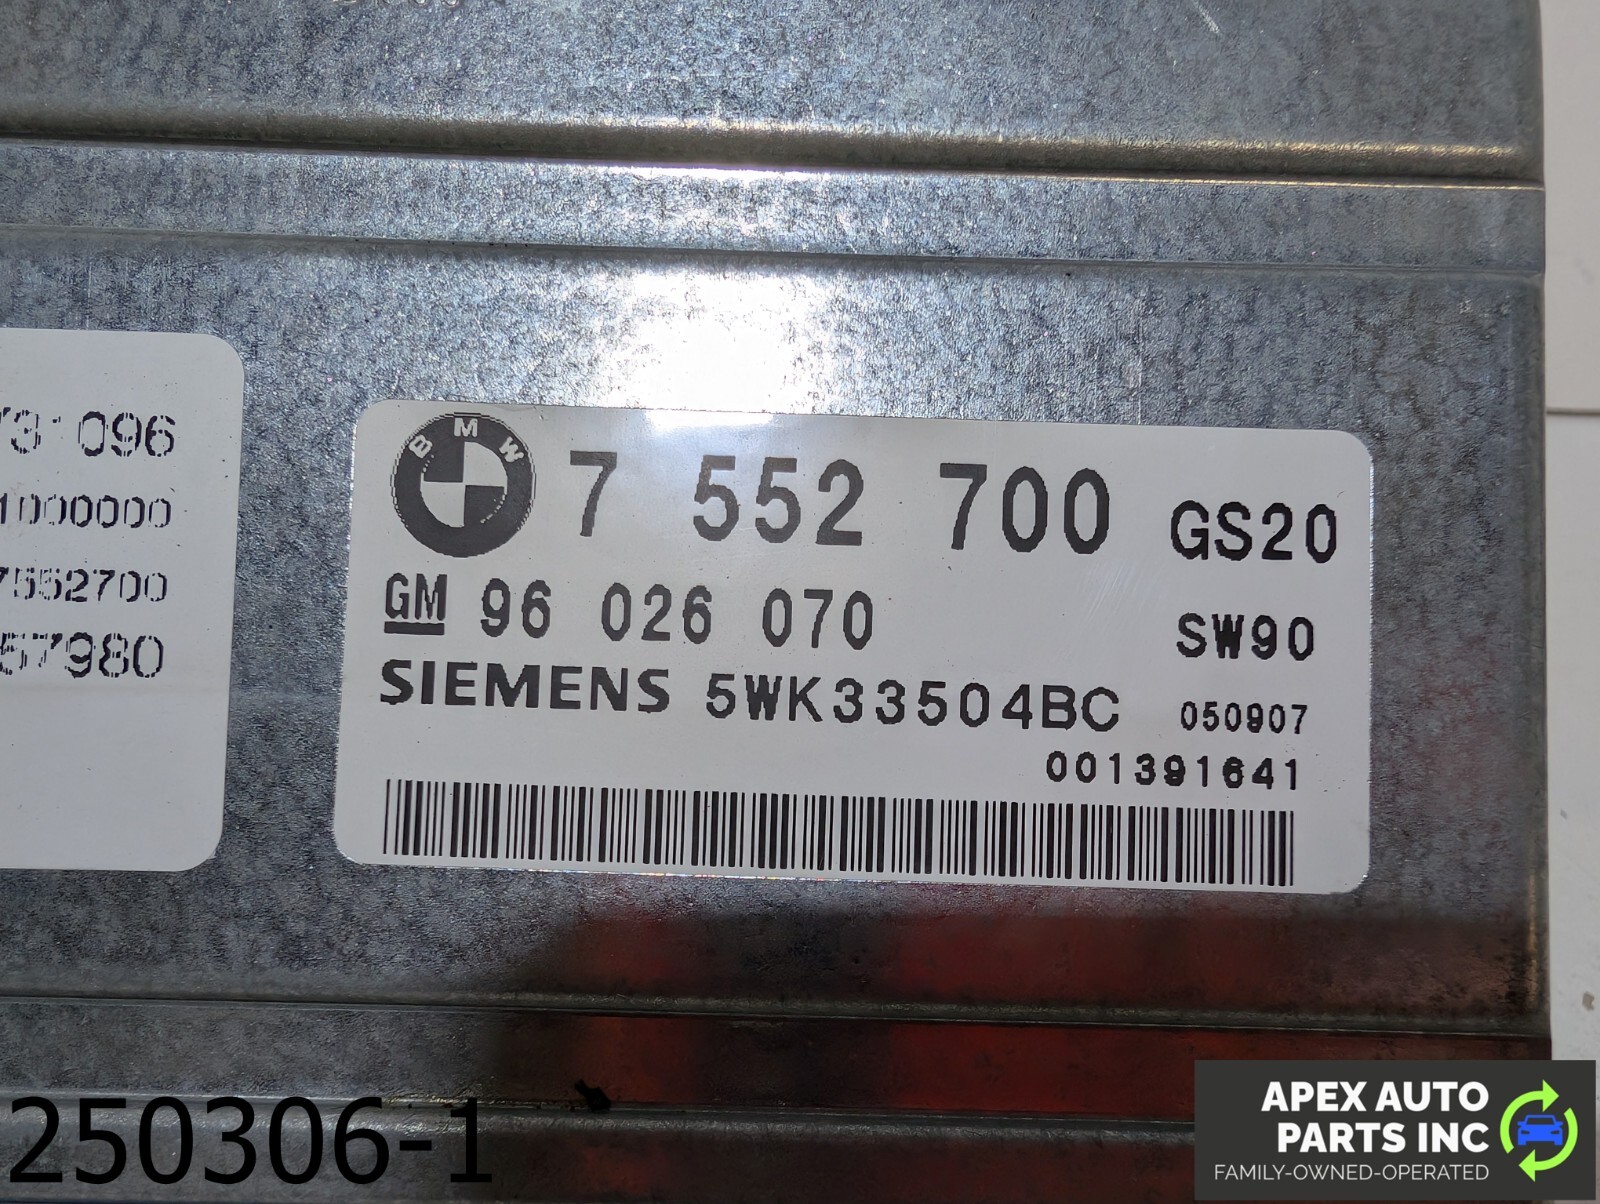 096
1000000
7552700
57980
BMW 7 552 700 GS20
GM 96 026 070 SW90
SIEMENS 5WK33504BC 050907
001391641
250306-1
APEX AUTO
PARTS INC
FAMILY-OWNED-OPERATED